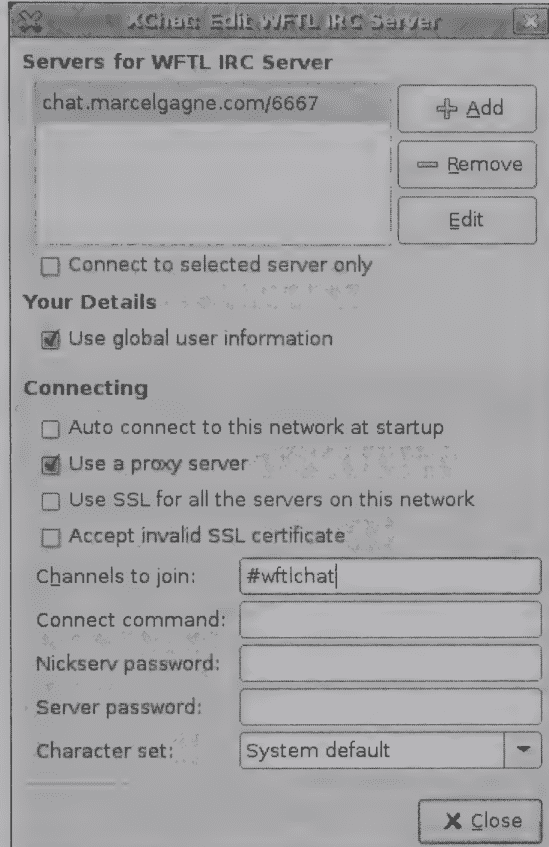 XChat: Edit WFTL IRC Server
Servers for WFTL IRC Server
chat.marcelgagne.com/6667
Add
Remove
Edit
Connect to selected server only
Your Details
Use global user information
Connecting
Auto connect to this network at startup
Use a proxy server
Use SSL for all the servers on this network
Accept invalid SSL certificate
Channels to join: #wftlchat
Connect command:
Nickserv password:
Server password:
Character set: System default
Close